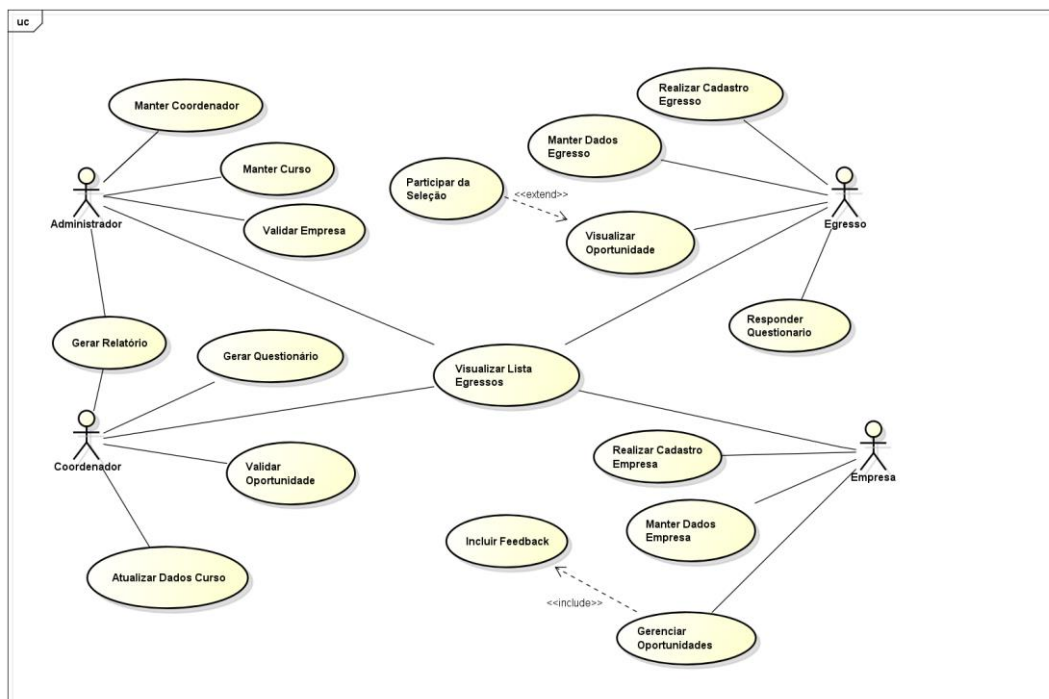 uc
Manter Coordenador
Realizar Cadastro
Egresso
Manter Dados
Egresso
Manter Curso
Participar da
Seleção
<<extend>>
Administrador
Validar Empresa
Visualizar
Oportunidade
Egresso
Responder
Questionario
Gerar Relatório
Gerar Questionário
Visualizar Lista
Egressos
Coordenador
Validar
Oportunidade
Realizar Cadastro
Empresa
Empresa
Manter Dados
Empresa
Incluir Feedback
Atualizar Dados Curso
<<include>>
Gerenciar
Oportunidades